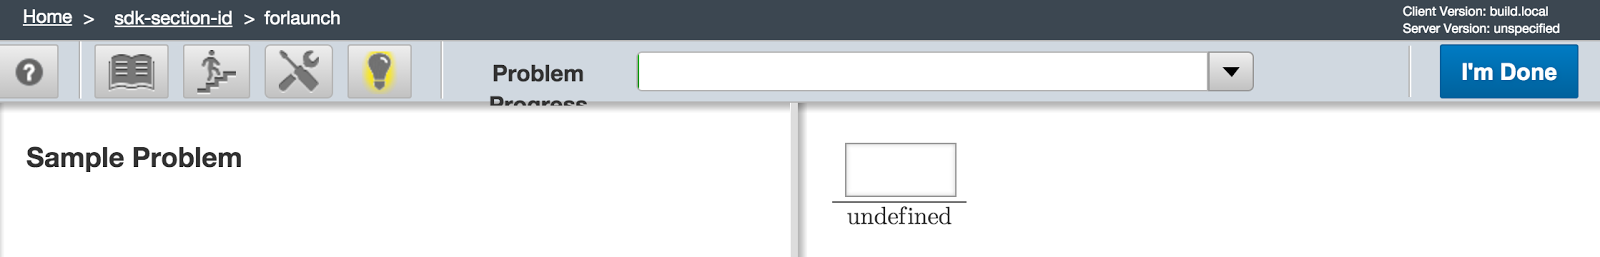 Home > sdk-section-id > forlaunch
Client Version: build.local
Server Version: unspecified
?
Problem
Progress
I'm Done
Sample Problem
undefined